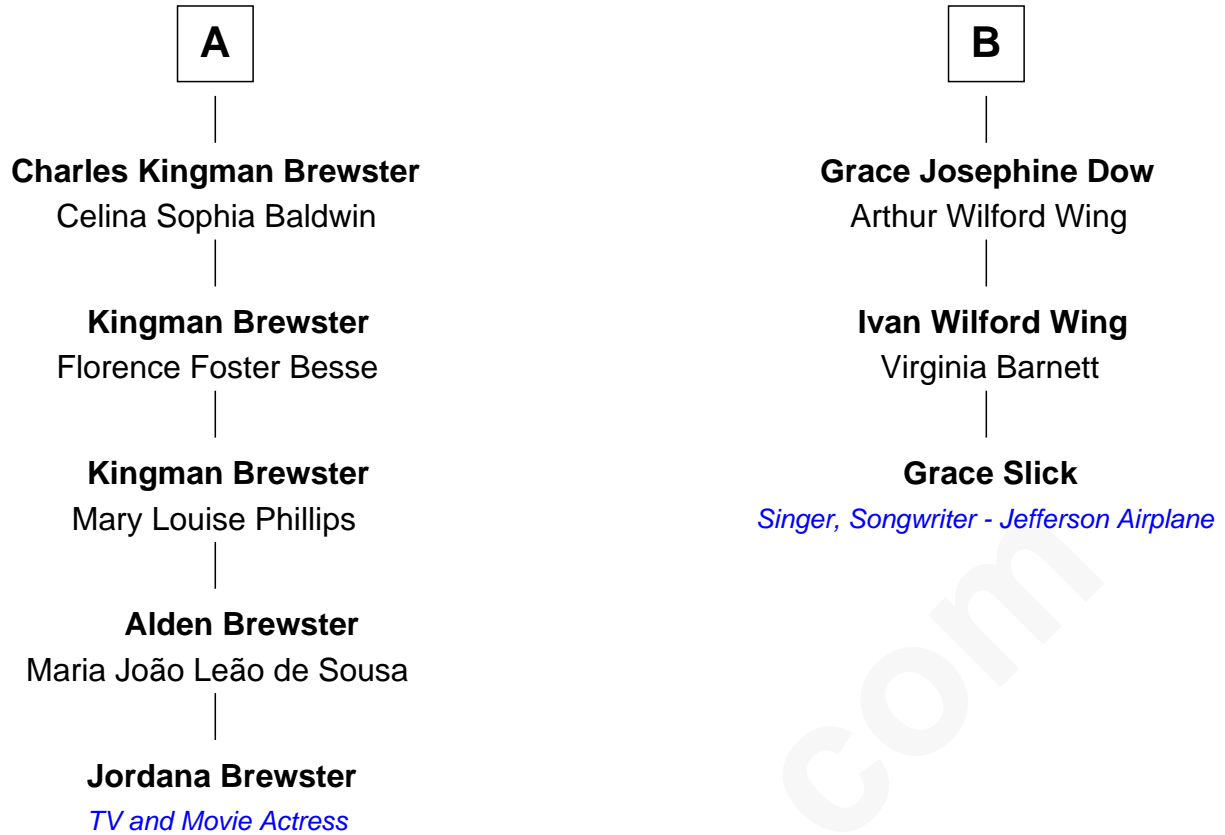 A
Charles Kingman Brewster
Celina Sophia Baldwin
Kingman Brewster
Florence Foster Besse
Kingman Brewster
Mary Louise Phillips
Alden Brewster
Maria João Leão de Sousa
Jordana Brewster
TV and Movie Actress
B
Grace Josephine Dow
Arthur Wilford Wing
Ivan Wilford Wing
Virginia Barnett
Grace Slick
Singer, Songwriter - Jefferson Airplane
com